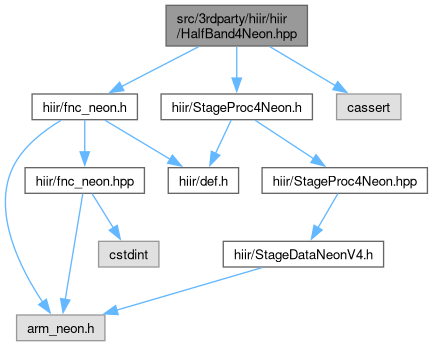 src/3rdparty/hiir/hiir
/HalfBand4Neon.hpp
hiir/fnc_neon.h
hiir/StageProc4Neon.h
cassert
hiir/fnc_neon.hpp
hiir/def.h
hiir/StageProc4Neon.hpp
cstdint
hiir/StageDataNeonV4.h
arm_neon.h